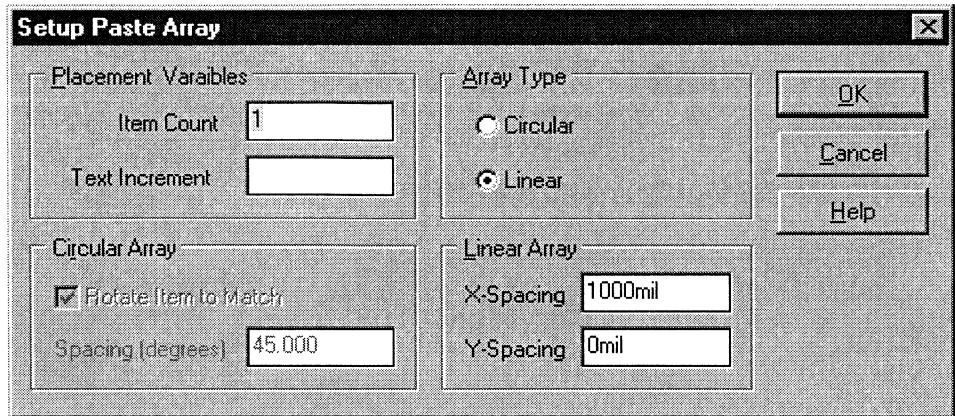 Setup Paste Array
Placement Varaibles
Item Count 1
Text Increment
Array Type
Circular
Linear
OK
Cancel
Help
Circular Array
Rotate Item to Match
Spacing (degrees) 45.000
Linear Array
X-Spacing 1000mil
Y-Spacing 0mil